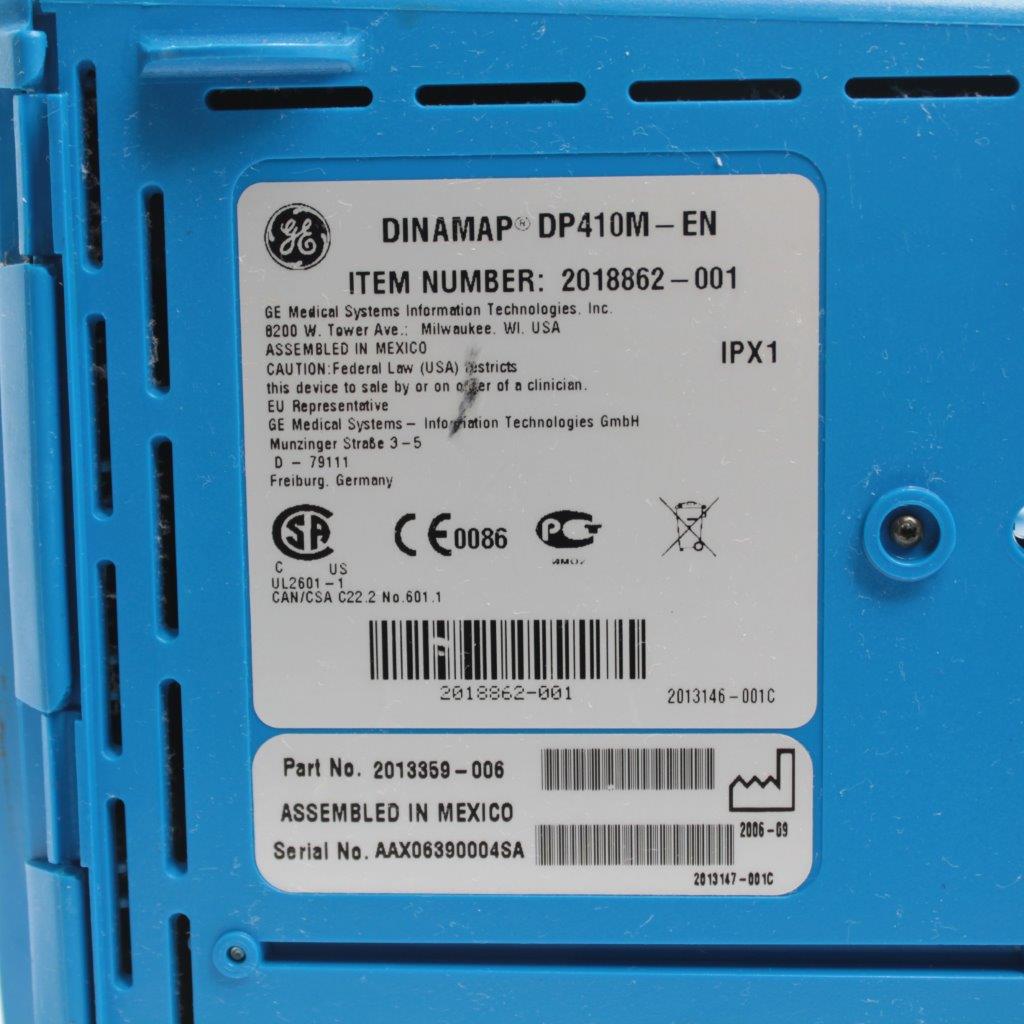 GE
DINAMAP® DP410M-EN
ITEM NUMBER: 2018862-001
GE Medical Systems Information Technologies, Inc.
8200 W. Tower Ave.; Milwaukee, WI, USA
ASSEMBLED IN MEXICO
IPX1
CAUTION:Federal Law (USA) restricts
this device to sale by or on order of a clinician.
EU Representative
GE Medical Systems - Information Technologies GmbH
Munzinger Straße 3-5
D - 79111
Freiburg, Germany
SA CE 0086 PG
C US
UL2601-1
CAN/CSA C22.2 No.601.1
2018862-001
2013146-001C
Part No. 2013359-006
ASSEMBLED IN MEXICO
2006-09
Serial No. AAX06390004SA
2013147-001C